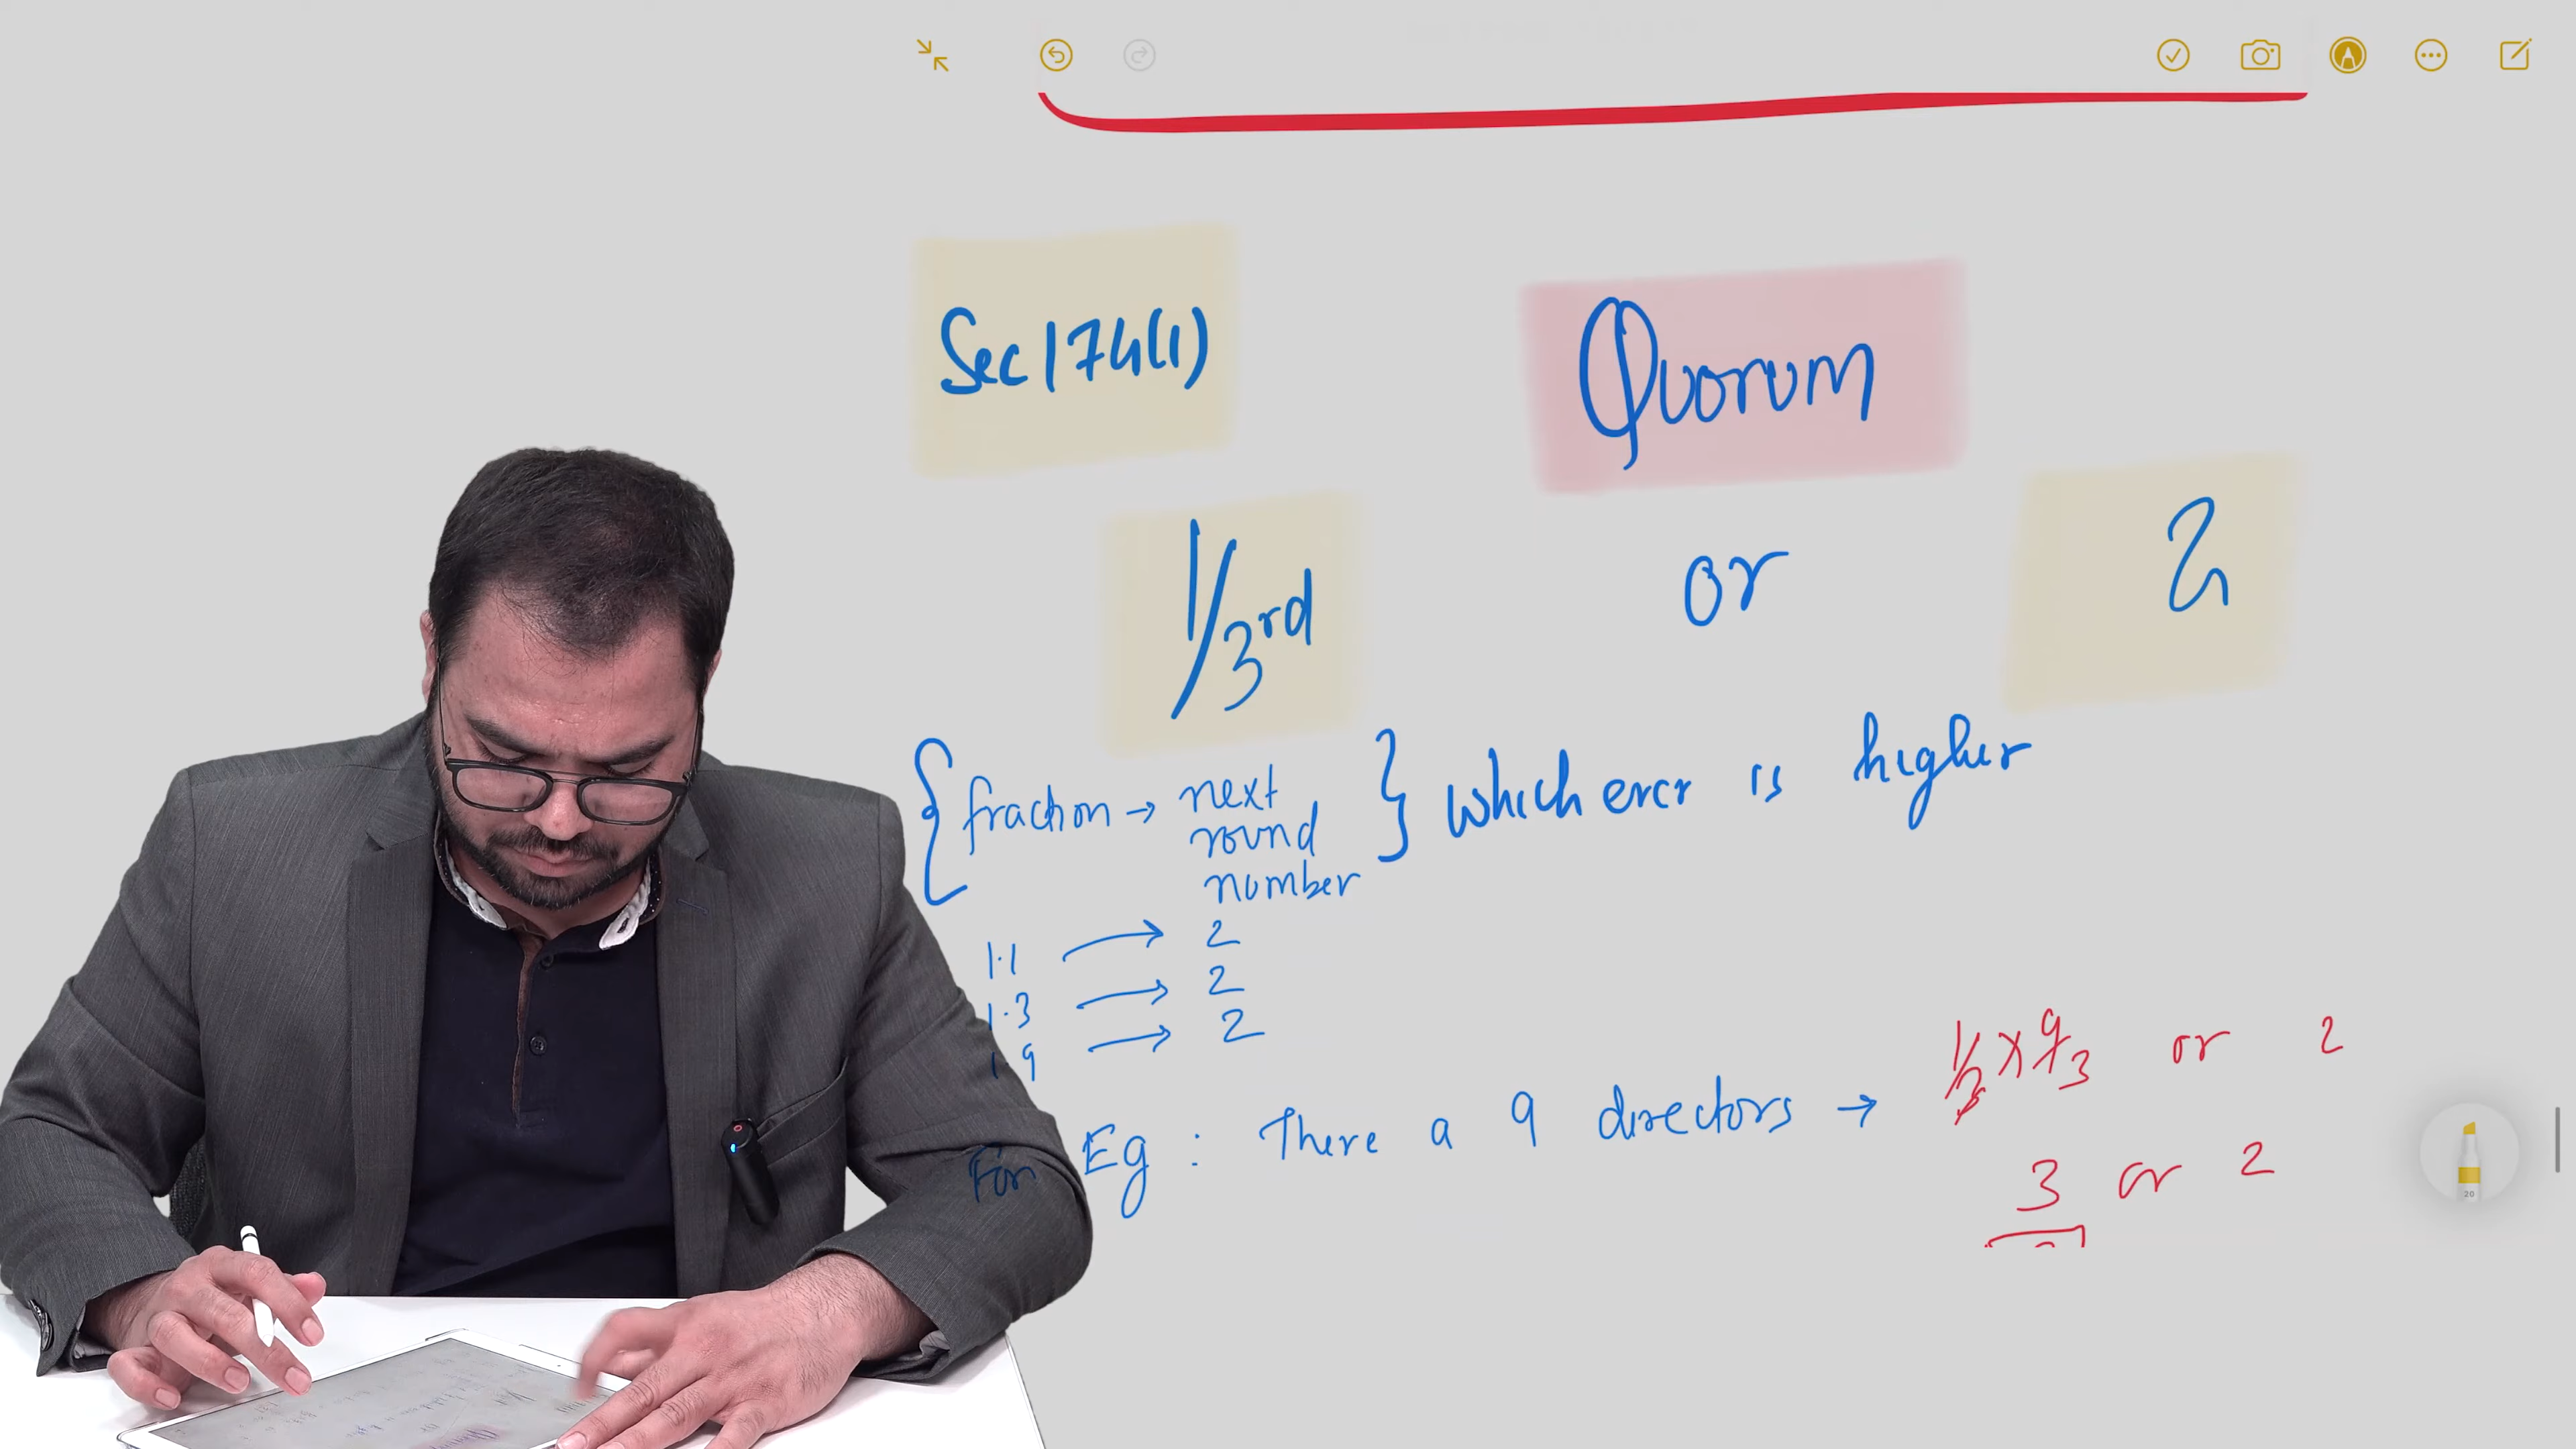 Sec 174(1)
Quorum
1/3rd or 2
{ fraction → next round number } which ever is higher
1.1 → 2
1.3 → 2
1.9 → 2
For Eg : There a 9 directors → 1/3 x 9 3 or 2
3 or 2
20